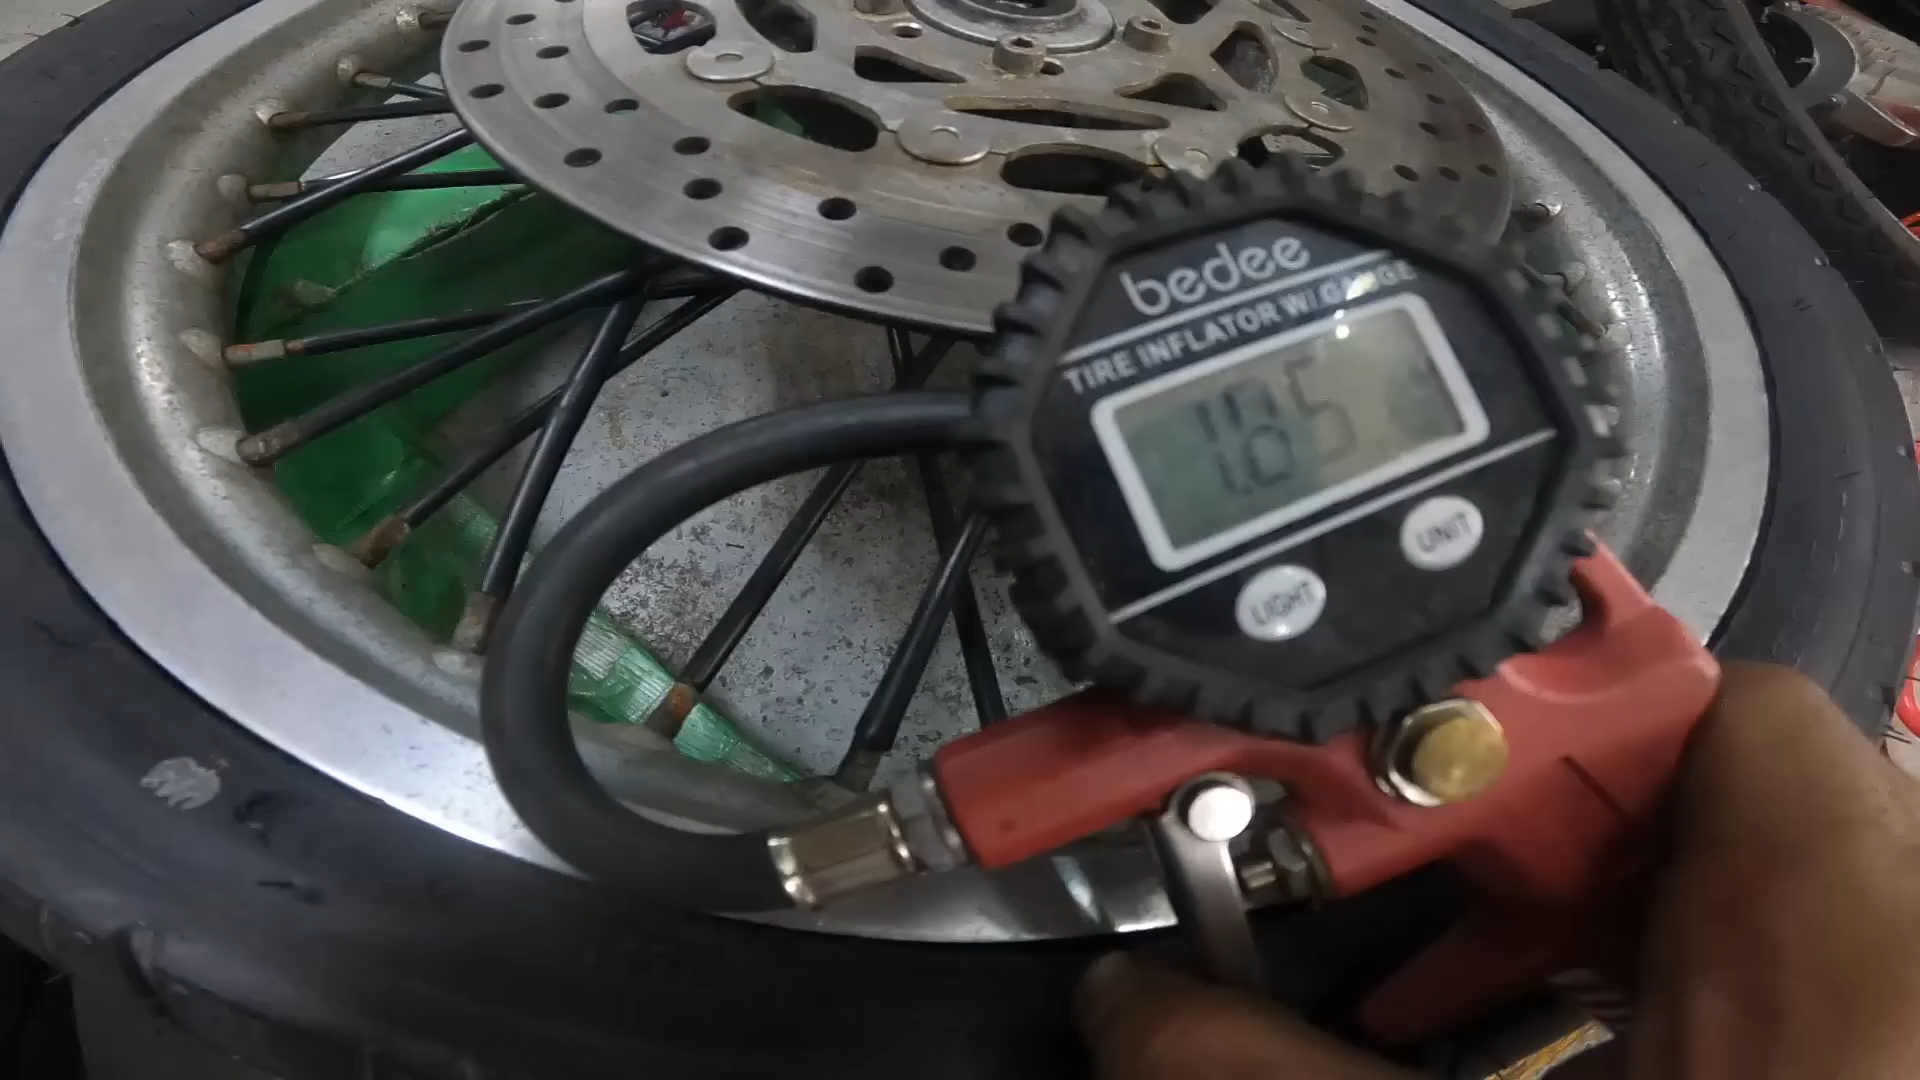 bedee
TIRE INFLATOR W/ GAUGE
UNIT
LIGHT